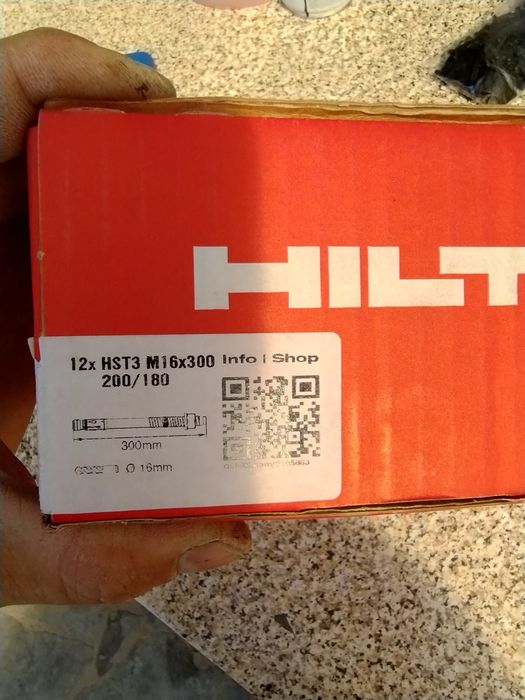 HILT
12x HST3 M16x300
200/180
Info | Shop
300mm
Ø 16mm